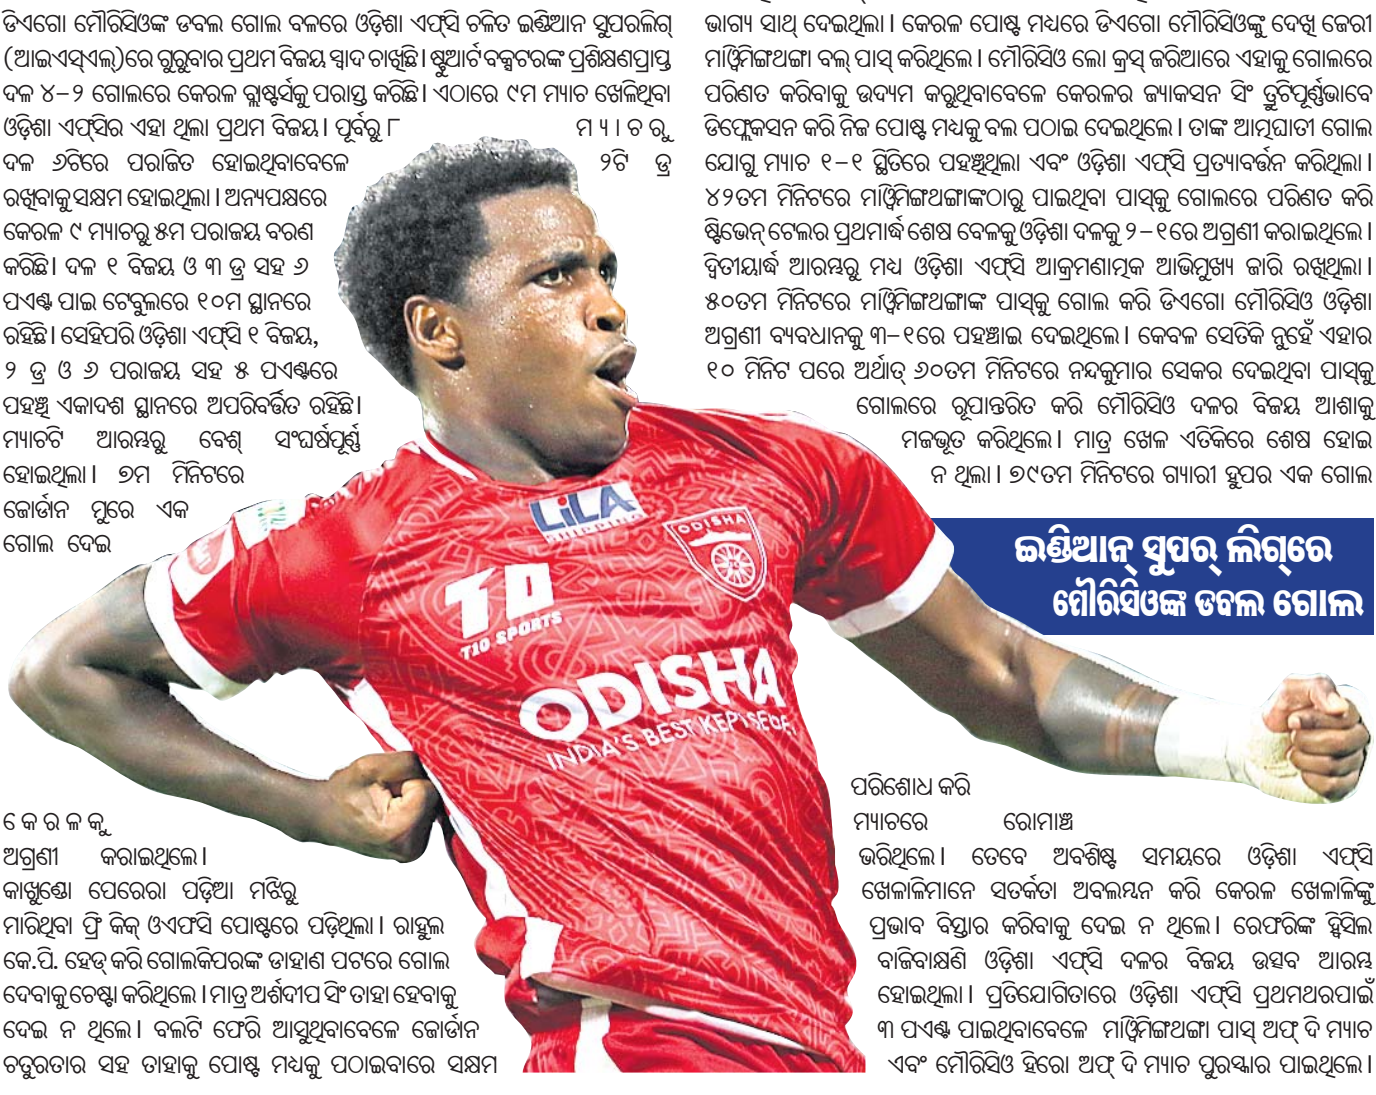 ଡିଏଗୋ ମୌରିସିଓଙ୍କ ଡବଲ ଗୋଲ ବଳରେ ଓଡ଼ିଶା ଏଫ୍‌ସି ଚଳିତ ଇଣ୍ଡିଆନ ସୁପରଲିଗ୍
(ଆଇଏସ୍‌ଏଲ୍)ରେ ଗୁରୁବାର ପ୍ରଥମ ବିଜୟ ସ୍ୱାଦ ଚାଖିଛି। ଷ୍ଟୁଆର୍ଟ ବକ୍ସଟରଙ୍କ ପ୍ରଶିକ୍ଷଣପ୍ରାପ୍ତ
ଦଳ ୪-୨ ଗୋଲରେ କେରଳ ବ୍ଲାଷ୍ଟର୍ସକୁ ପରାସ୍ତ କରିଛି। ଏଠାରେ ୯ମ ମ୍ୟାଚ ଖେଳିଥିବା
ଓଡ଼ିଶା ଏଫ୍‌ସିର ଏହା ଥିଲା ପ୍ରଥମ ବିଜୟ। ପୂର୍ବରୁ ୮ ମ୍ୟାଚରୁ
ଦଳ ୬ଟିରେ ପରାଜିତ ହୋଇଥିବାବେଳେ ୨ଟି ଡ୍ର
ରଖିବାକୁ ସକ୍ଷମ ହୋଇଥିଲା। ଅନ୍ୟପକ୍ଷରେ
କେରଳ ୯ ମ୍ୟାଚରୁ ୫ମ ପରାଜୟ ବରଣ
କରିଛି। ଦଳ ୧ ବିଜୟ ଓ ୩ ଡ୍ର ସହ ୬
ପଏଣ୍ଟ ପାଇ ଟେବୁଲରେ ୧୦ମ ସ୍ଥାନରେ
ରହିଛି। ସେହିପରି ଓଡ଼ିଶା ଏଫ୍‌ସି ୧ ବିଜୟ,
୨ ଡ୍ର ଓ ୬ ପରାଜୟ ସହ ୫ ପଏଣ୍ଟରେ
ପହଞ୍ଚି ଏକାଦଶ ସ୍ଥାନରେ ଅପରିବର୍ତ୍ତିତ ରହିଛି।
ମ୍ୟାଚଟି ଆରମ୍ଭରୁ ବେଶ୍ ସଂଘର୍ଷପୂର୍ଣ୍ଣ
ହୋଇଥିଲା। ୭ମ ମିନିଟରେ
ଜୋର୍ଡାନ ମୁରେ ଏକ
ଗୋଲ ଦେଇ
କେରଳକୁ
ଅଗ୍ରଣୀ କରାଇଥିଲେ।
କାଖୁଣ୍ଡୋ ପେରେରା ପଡ଼ିଆ ମଝିରୁ
ମାରିଥିବା ଫ୍ରି କିକ୍ ଓଏଫସି ପୋଷ୍ଟରେ ପଡ଼ିଥିଲା। ରାହୁଲ
କେ.ପି. ହେଡ୍ କରି ଗୋଲକିପରଙ୍କ ଡାହାଣ ପଟରେ ଗୋଲ
ଦେବାକୁ ଚେଷ୍ଟା କରିଥିଲେ। ମାତ୍ର ଅର୍ଶଦୀପ ସିଂ ତାହା ହେବାକୁ
ଦେଇ ନ ଥିଲେ। ବଲଟି ଫେରି ଆସୁଥିବାବେଳେ ଜୋର୍ଡାନ
ଚତୁରତାର ସହ ତାହାକୁ ପୋଷ୍ଟ ମଧ୍ୟକୁ ପଠାଇବାରେ ସକ୍ଷମ
ଭାଗ୍ୟ ସାଥ୍ ଦେଇଥିଲା। କେରଳ ପୋଷ୍ଟ ମଧ୍ୟରେ ଡିଏଗୋ ମୌରିସିଓଙ୍କୁ ଦେଖି ଜେରୀ
ମାୱିମିଙ୍ଗଥଙ୍ଗା ବଲ୍ ପାସ୍ କରିଥିଲେ। ମୌରିସିଓ ଲୋ କ୍ରସ୍ ଜରିଆରେ ଏହାକୁ ଗୋଲରେ
ପରିଣତ କରିବାକୁ ଉଦ୍ୟମ କରୁଥିବାବେଳେ କେରଳର ଜ୍ୟାକସନ ସିଂ ତ୍ରୁଟିପୂର୍ଣ୍ଣଭାବେ
ଡିଫ୍ଲେକସନ କରି ନିଜ ପୋଷ୍ଟ ମଧ୍ୟକୁ ବଲ ପଠାଇ ଦେଇଥିଲେ। ତାଙ୍କ ଆତ୍ମଘାତୀ ଗୋଲ
ଯୋଗୁ ମ୍ୟାଚ ୧-୧ ସ୍ଥିତିରେ ପହଞ୍ଚିଥିଲା ଏବଂ ଓଡ଼ିଶା ଏଫ୍‌ସି ପ୍ରତ୍ୟାବର୍ତ୍ତନ କରିଥିଲା।
୪୨ତମ ମିନିଟରେ ମାୱିମିଙ୍ଗଥଙ୍ଗାଙ୍କଠାରୁ ପାଇଥିବା ପାସ୍‌କୁ ଗୋଲରେ ପରିଣତ କରି
ଷ୍ଟିଭେନ୍ ଟେଲର ପ୍ରଥମାର୍ଦ୍ଧ ଶେଷ ବେଳକୁ ଓଡ଼ିଶା ଦଳକୁ ୨-୧ରେ ଅଗ୍ରଣୀ କରାଇଥିଲେ।
ଦ୍ୱିତୀୟାର୍ଦ୍ଧ ଆରମ୍ଭରୁ ମଧ୍ୟ ଓଡ଼ିଶା ଏଫ୍‌ସି ଆକ୍ରମଣାତ୍ମକ ଆଭିମୁଖ୍ୟ ଜାରି ରଖିଥିଲା।
୫୦ତମ ମିନିଟରେ ମାୱିମିଙ୍ଗଥଙ୍ଗାଙ୍କ ପାସ୍‌କୁ ଗୋଲ କରି ଡିଏଗୋ ମୌରିସିଓ ଓଡ଼ିଶା
ଅଗ୍ରଣୀ ବ୍ୟବଧାନକୁ ୩-୧ରେ ପହଞ୍ଚାଇ ଦେଇଥିଲେ। କେବଳ ସେତିକି ନୁହେଁ ଏହାର
୧୦ ମିନିଟ ପରେ ଅର୍ଥାତ୍ ୬୦ତମ ମିନିଟରେ ନନ୍ଦକୁମାର ସେକର ଦେଇଥିବା ପାସ୍‌କୁ
ଗୋଲରେ ରୂପାନ୍ତରିତ କରି ମୌରିସିଓ ଦଳର ବିଜୟ ଆଶାକୁ
ମଜଭୂତ କରିଥିଲେ। ମାତ୍ର ଖେଳ ଏତିକିରେ ଶେଷ ହୋଇ
ନ ଥିଲା। ୭୯ତମ ମିନିଟରେ ଗ୍ୟାରୀ ହୁପର ଏକ ଗୋଲ
ଇଣ୍ଡିଆନ୍ ସୁପର୍ ଲିଗ୍‌ରେ
ମୌରିସିଓଙ୍କ ଡବଲ ଗୋଲ
ପରିଶୋଧ କରି
ମ୍ୟାଚରେ ରୋମାଞ୍ଚ
ଭରିଥିଲେ। ତେବେ ଅବଶିଷ୍ଟ ସମୟରେ ଓଡ଼ିଶା ଏଫ୍‌ସି
ଖେଳାଳିମାନେ ସତର୍କତା ଅବଲମ୍ବନ କରି କେରଳ ଖେଳାଳିଙ୍କୁ
ପ୍ରଭାବ ବିସ୍ତାର କରିବାକୁ ଦେଇ ନ ଥିଲେ। ରେଫରିଙ୍କ ହ୍ୱିସିଲ
ବାଜିବାକ୍ଷଣି ଓଡ଼ିଶା ଏଫ୍‌ସି ଦଳର ବିଜୟ ଉତ୍ସବ ଆରମ୍ଭ
ହୋଇଥିଲା। ପ୍ରତିଯୋଗିତାରେ ଓଡ଼ିଶା ଏଫ୍‌ସି ପ୍ରଥମଥରପାଇଁ
୩ ପଏଣ୍ଟ ପାଇଥିବାବେଳେ ମାୱିମିଙ୍ଗଥଙ୍ଗା ପାସ୍ ଅଫ୍ ଦି ମ୍ୟାଚ
ଏବଂ ମୌରିସିଓ ହିରୋ ଅଫ୍ ଦି ମ୍ୟାଚ ପୁରସ୍କାର ପାଇଥିଲେ।
LiLA
SHIPPING
ODISHA
T10 SPORTS
ODISHA
INDIA'S BEST KEPT